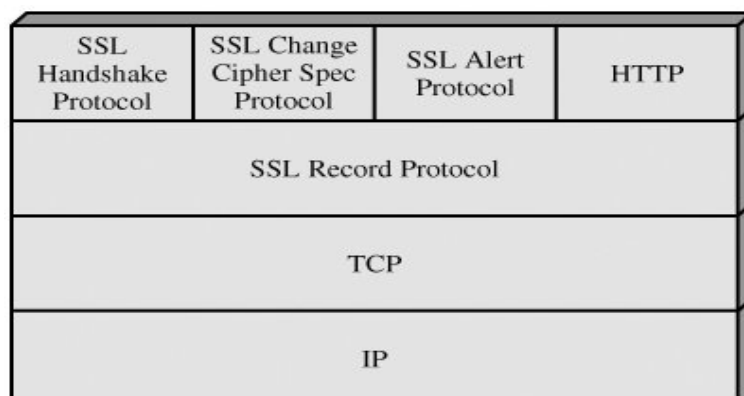 SSL
Handshake
Protocol
SSL Change
Cipher Spec
Protocol
SSL Alert
Protocol
HTTP
SSL Record Protocol
TCP
IP